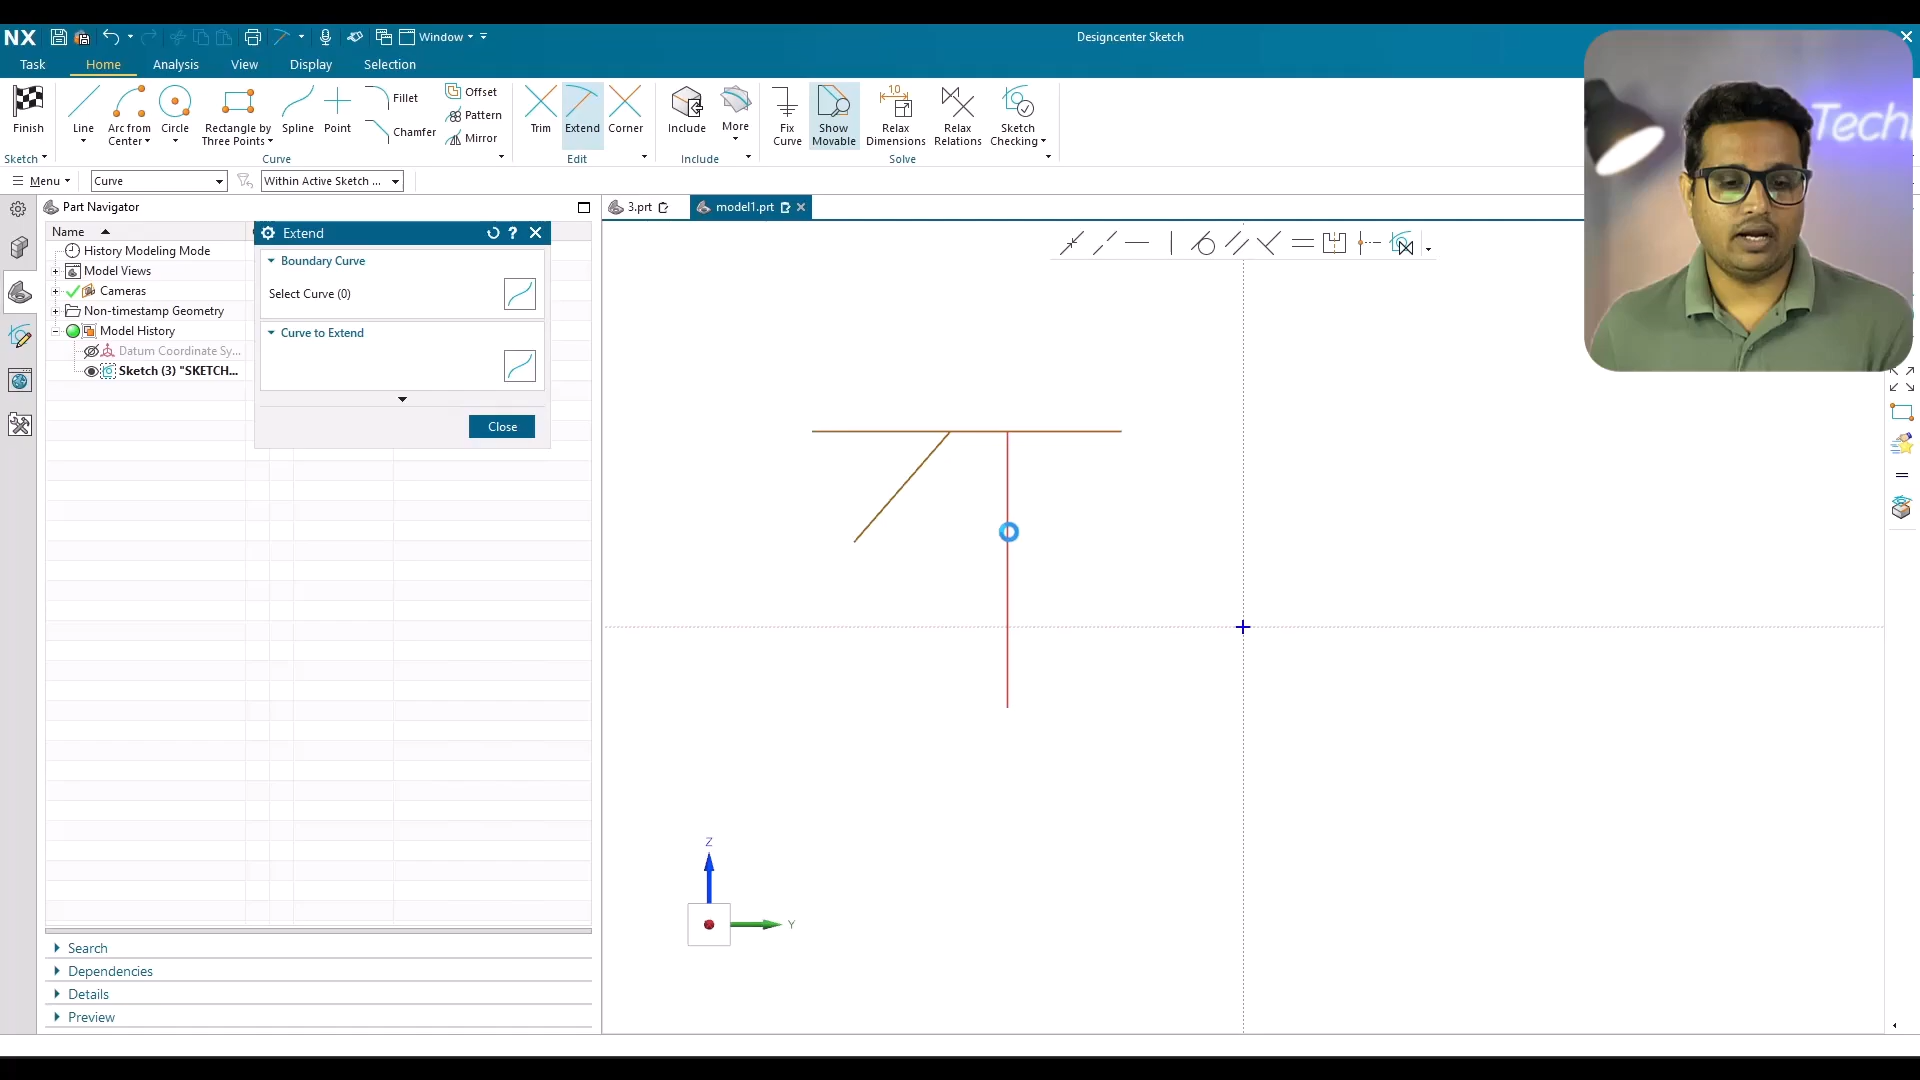 NX
Window
Designcenter Sketch
Task
Home
Analysis
View
Display
Selection
Finish
Line
Arc from
Center
Circle
Rectangle by
Three Points
Spline
Point
Fillet
Chamfer
Offset
Pattern
Mirror
Trim
Extend
Corner
Include
More
Fix
Curve
Show
Movable
1.0
Relax
Dimensions
Relax
Relations
Sketch
Checking
Sketch
Curve
Edit
Include
Solve
Menu
Curve
Within Active Sketch ...
Part Navigator
3.prt
model1.prt
Name
History Modeling Mode
Model Views
Cameras
Non-timestamp Geometry
Model History
Datum Coordinate Sy...
Sketch (3) "SKETCH...
Extend
?
Boundary Curve
Select Curve (0)
Curve to Extend
Close
Z
Y
Search
Dependencies
Details
Preview
Tech